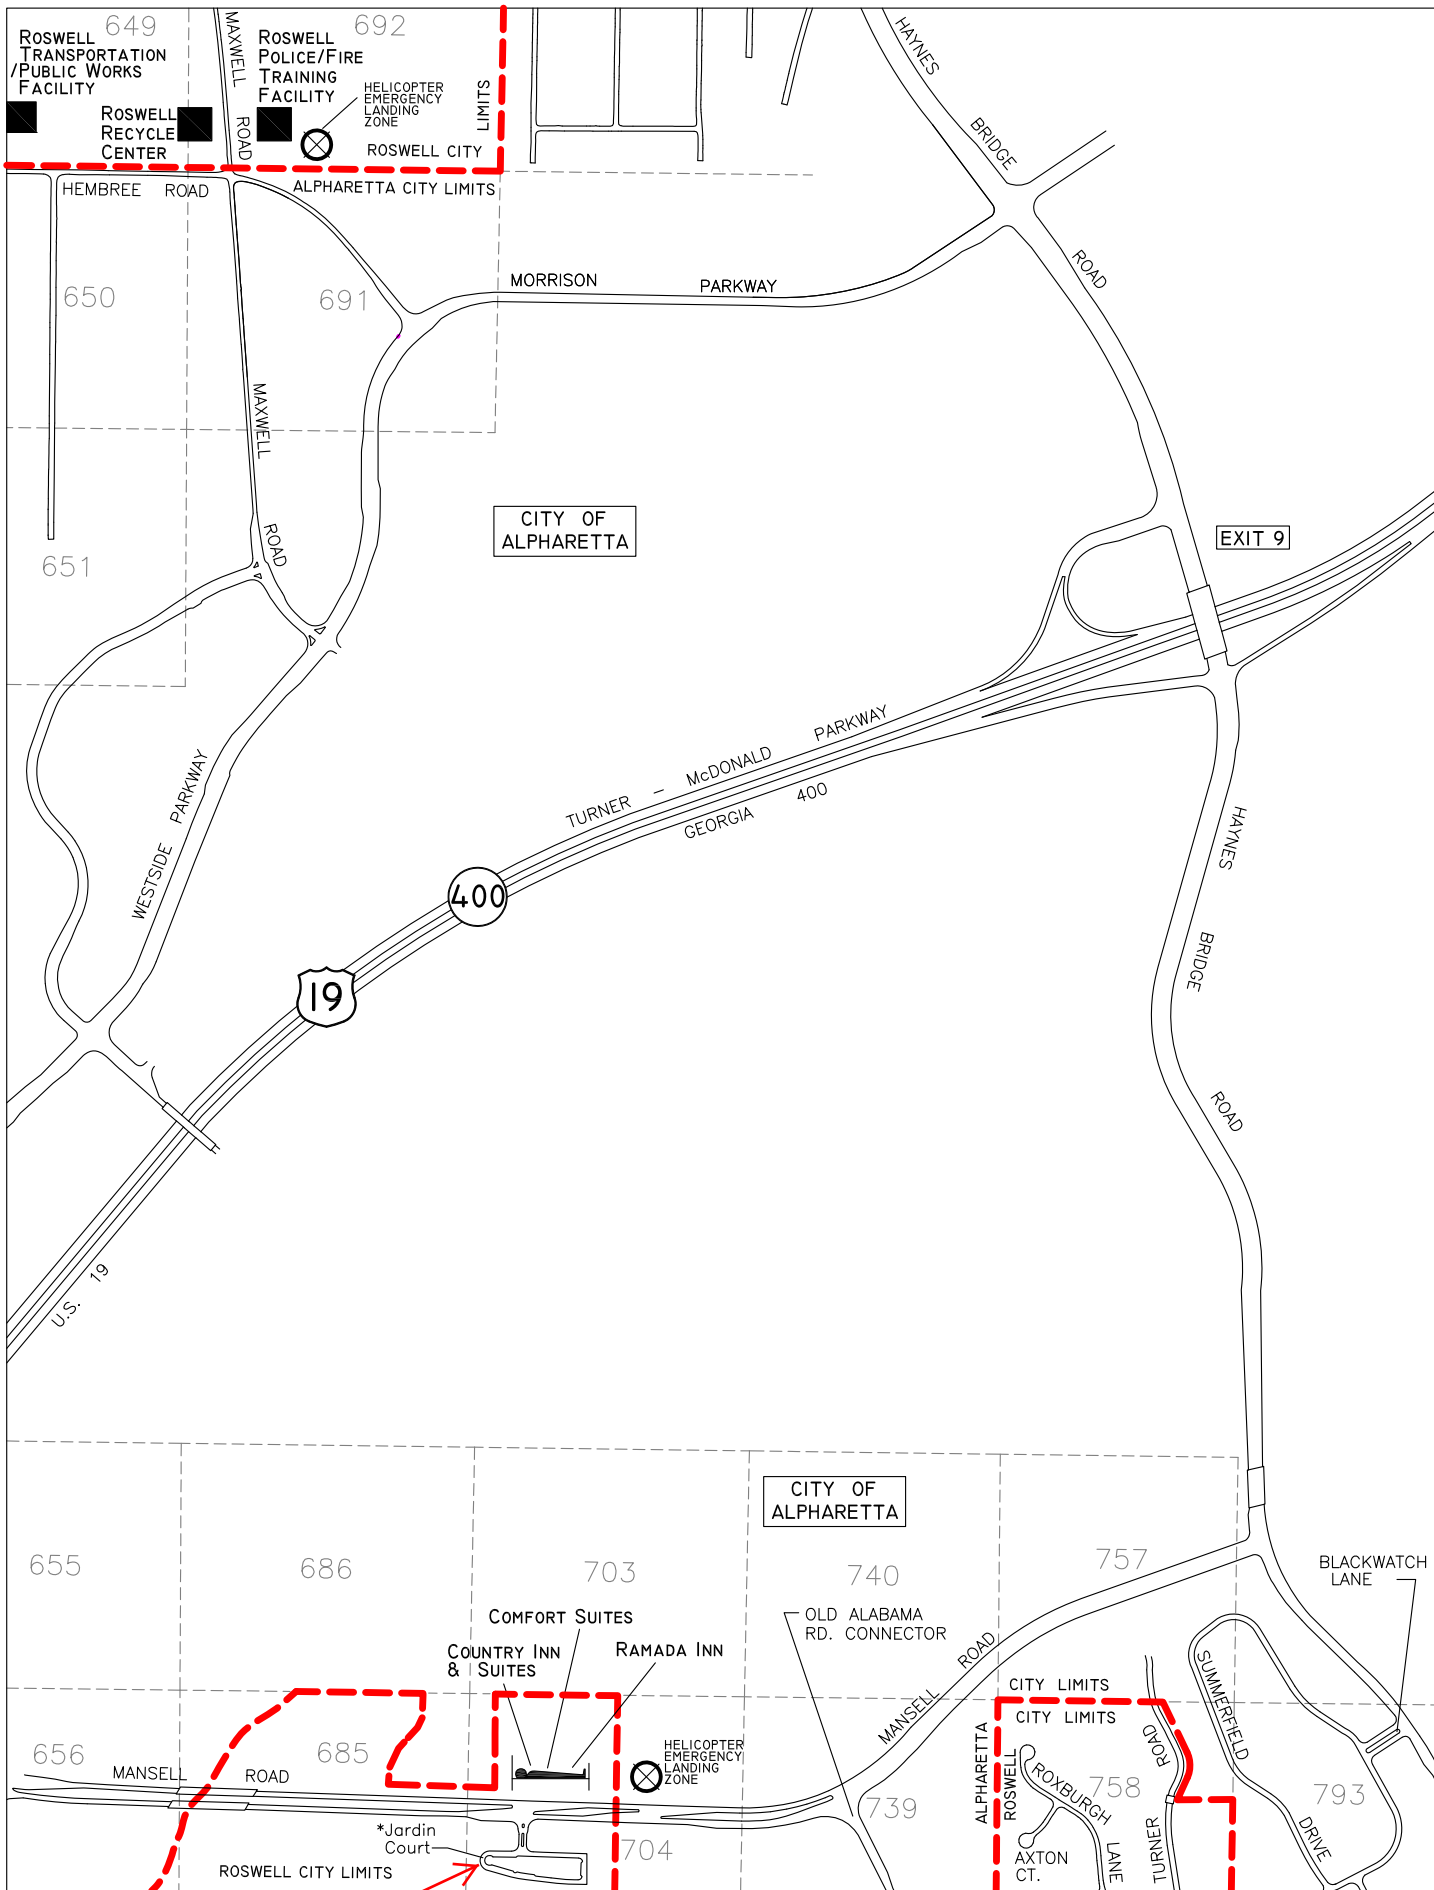 649
692
ROSWELL
TRANSPORTATION
/PUBLIC WORKS
FACILITY
MAXWELL
ROAD
ROSWELL
POLICE/FIRE
TRAINING
FACILITY
HELICOPTER
EMERGENCY
LANDING
ZONE
ROSWELL
RECYCLE
CENTER
LIMITS
ROSWELL CITY
HEMBREE ROAD
ALPHARETTA CITY LIMITS
HAYNES
BRIDGE
ROAD
650
691
MORRISON PARKWAY
MAXWELL
ROAD
651
CITY OF
ALPHARETTA
EXIT 9
WESTSIDE PARKWAY
TURNER - McDONALD PARKWAY
GEORGIA 400
400
19
HAYNES
BRIDGE
ROAD
U.S. 19
CITY OF
ALPHARETTA
655
686
703
740
757
BLACKWATCH
LANE
COMFORT SUITES
COUNTRY INN
& SUITES
RAMADA INN
OLD ALABAMA
RD. CONNECTOR
MANSELL ROAD
CITY LIMITS
CITY LIMITS
ALPHARETTA
ROSWELL
SUMMERFIELD
DRIVE
656
685
MANSELL ROAD
HELICOPTER
EMERGENCY
LANDING
ZONE
739
758
793
ROXBURGH
LANE
TURNER
ROAD
*Jardin
Court
704
AXTON
CT.
ROSWELL CITY LIMITS